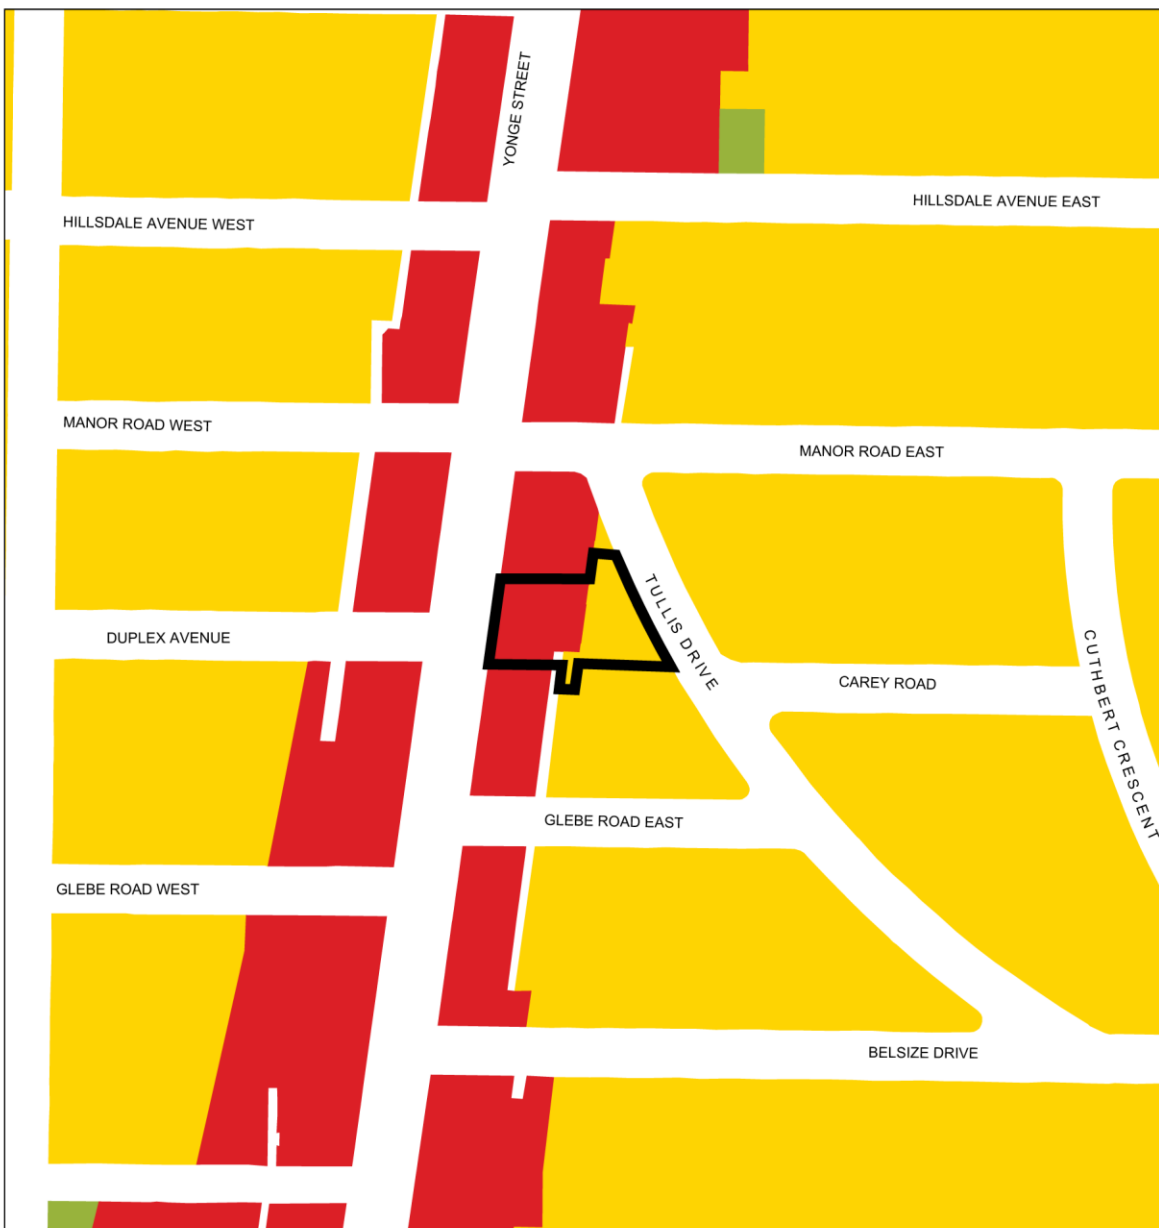 YONGE STREET
HILLSDALE AVENUE EAST
HILLSDALE AVENUE WEST
MANOR ROAD WEST
MANOR ROAD EAST
TULLIS DRIVE
DUPLEX AVENUE
CUTHBERT CRESCENT
CAREY ROAD
GLEBE ROAD EAST
GLEBE ROAD WEST
BELSIZE DRIVE